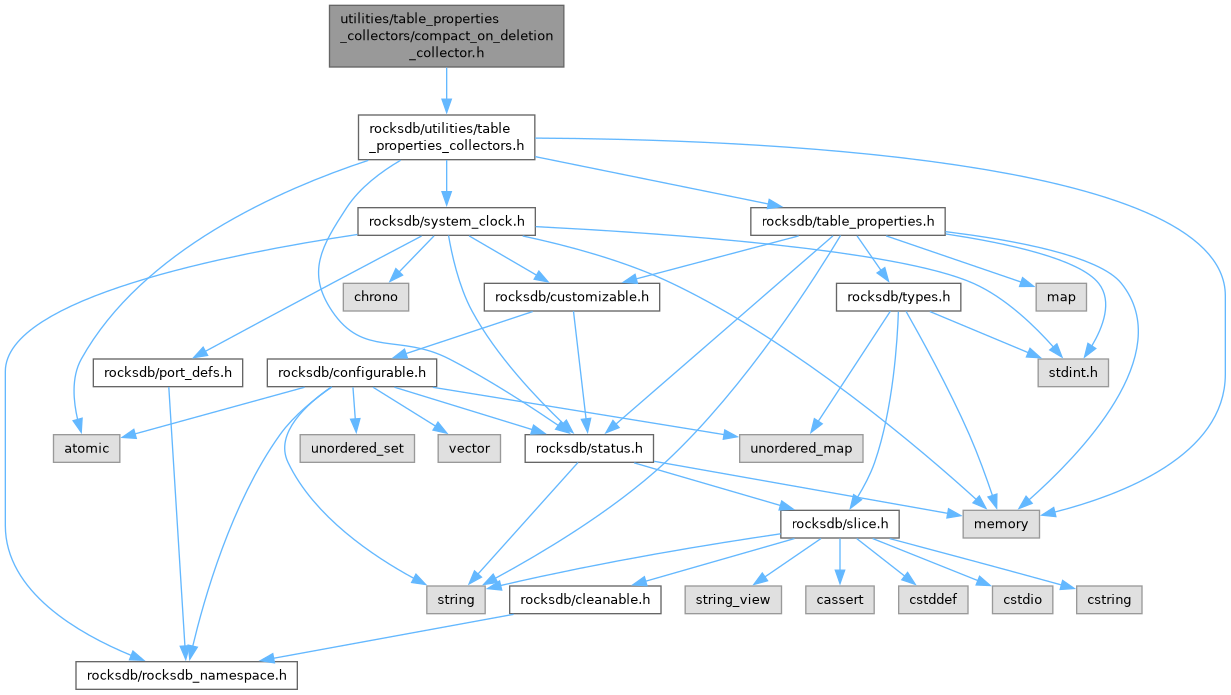 utilities/table_properties
_collectors/compact_on_deletion
_collector.h
rocksdb/utilities/table
_properties_collectors.h
rocksdb/system_clock.h
rocksdb/table_properties.h
chrono
rocksdb/customizable.h
rocksdb/types.h
map
rocksdb/port_defs.h
rocksdb/configurable.h
stdint.h
atomic
unordered_set
vector
rocksdb/status.h
unordered_map
rocksdb/slice.h
memory
string
rocksdb/cleanable.h
string_view
cassert
cstddef
cstdio
cstring
rocksdb/rocksdb_namespace.h